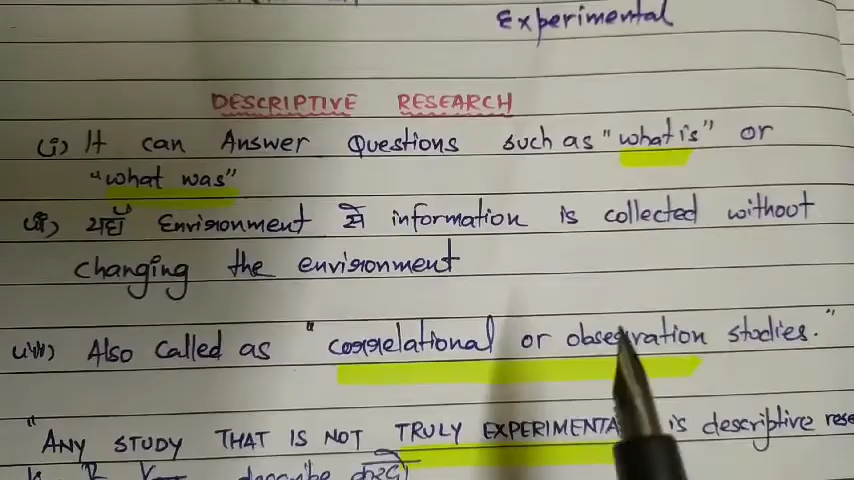 Experimental
DESCRIPTIVE RESEARCH
(i) It can Answer Questions such as "what is" or
"what was"
(ii) यहाँ Environment से information is collected without
changing the environment
(iii) Also called as "correlational or observation studies."
"ANY STUDY THAT IS NOT TRULY EXPERIMENTA is descriptive rese
describe